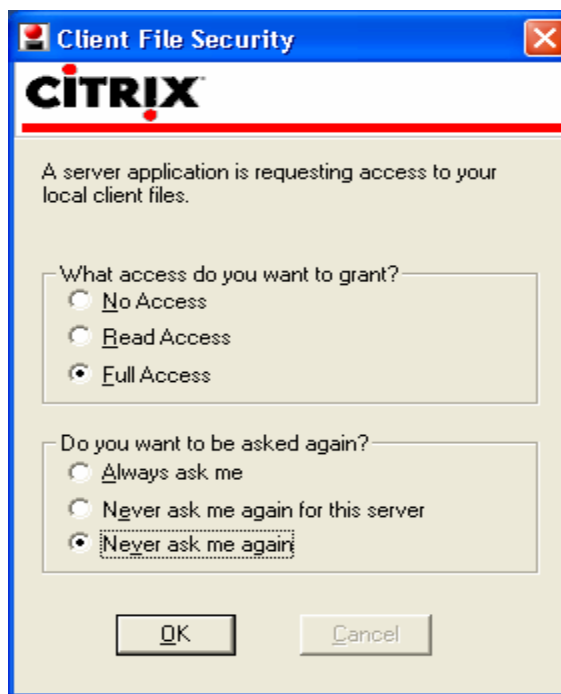 Client File Security
CiTRIX
A server application is requesting access to your
local client files.
What access do you want to grant?
No Access
Read Access
Full Access
Do you want to be asked again?
Always ask me
Never ask me again for this server
Never ask me again
OK
Cancel